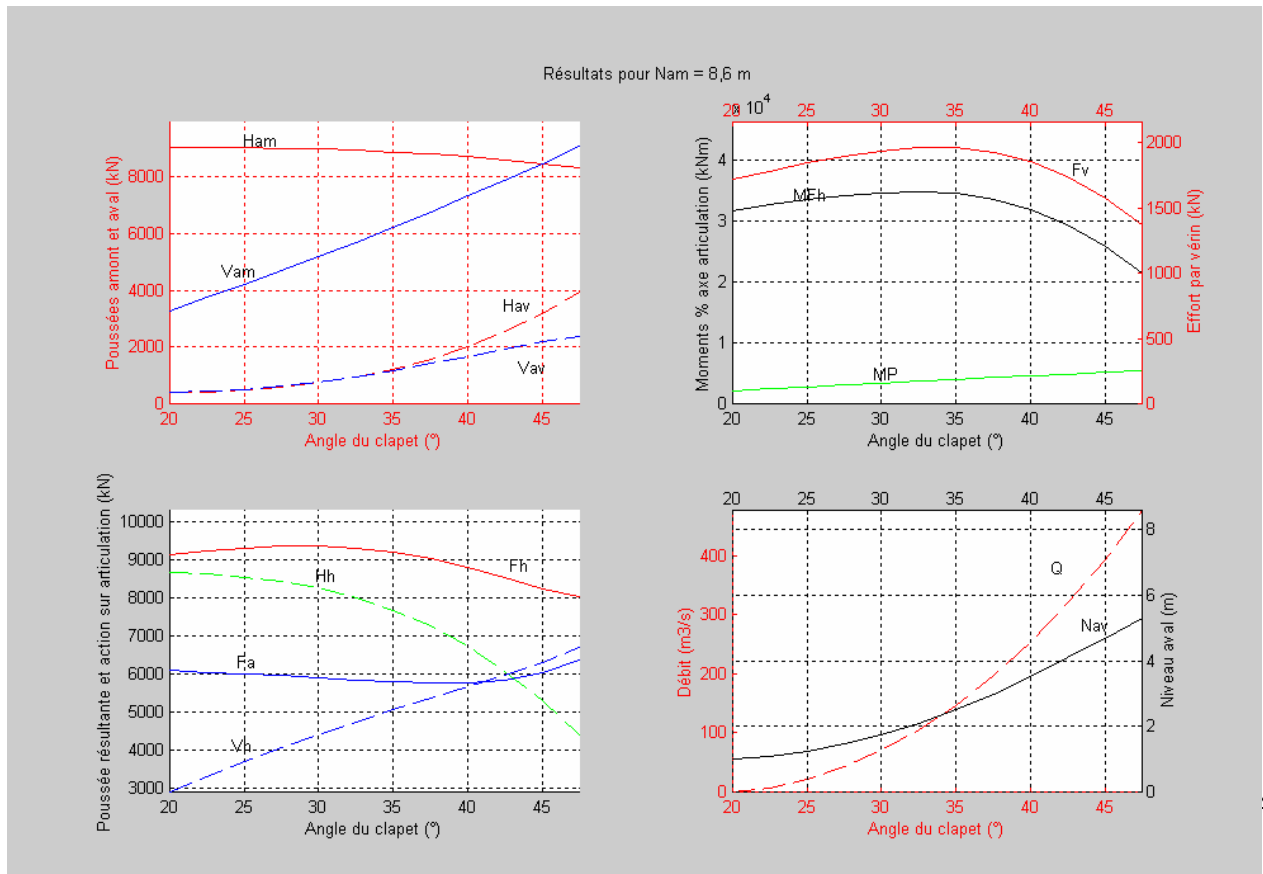 Résultats pour Nam = 8,6 m
Poussées amont et aval (kN)
8000
6000
4000
2000
0
Ham
Vam
Hav
Vav
20 25 30 35 40 45
Angle du clapet (°)
x 10^4
20 25 30 35 40 45
Moments % axe articulation (kNm)
4
3
2
1
0
Fv
MFh
MP
2000
1500
1000
500
0
Effort par vérin (kN)
20 25 30 35 40 45
Angle du clapet (°)
Poussée résultante et action sur articulation (kN)
10000
9000
8000
7000
6000
5000
4000
3000
Fh
Hh
Fa
Vh
20 25 30 35 40 45
Angle du clapet (°)
20 25 30 35 40 45
Débit (m3/s)
400
300
200
100
0
Q
Nav
8
6
4
2
0
Niveau aval (m)
20 25 30 35 40 45
Angle du clapet (°)